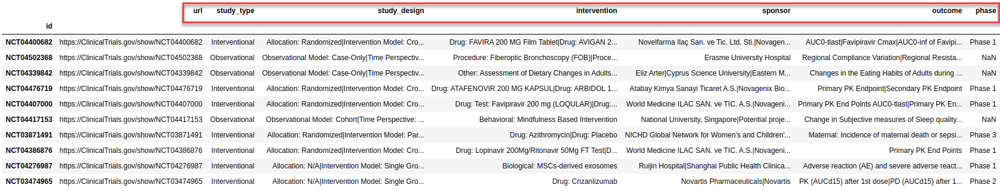 url study_type study_design intervention sponsor outcome phase
id
NCT04400682 https://ClinicalTrials.gov/show/NCT04400682 Interventional Allocation: Randomized|Intervention Model: Cro... Drug: FAVIRA 200 MG Film Tablet|Drug: AVIGAN 2... Novelfarma Ilaç San. ve Tic. Ltd. Sti.|Novagen... AUC0-tlast|Favipiravir Cmax|AUC0-inf of Favipi... Phase 1
NCT04502368 https://ClinicalTrials.gov/show/NCT04502368 Observational Observational Model: Case-Only|Time Perspectiv... Procedure: Fiberoptic Bronchoscopy (FOB)|Proce... Erasme University Hospital Regional Compliance Variation|Regional Resista... NaN
NCT04339842 https://ClinicalTrials.gov/show/NCT04339842 Observational Observational Model: Case-Only|Time Perspectiv... Other: Assessment of Dietary Changes in Adults... Eliz Arter|Cyprus Science University|Eastern M... Changes in the Eating Habits of Adults during ... NaN
NCT04476719 https://ClinicalTrials.gov/show/NCT04476719 Interventional Allocation: Randomized|Intervention Model: Cro... Drug: ATAFENOVIR 200 MG KAPSUL|Drug: ARBIDOL 1... Atabay Kimya Sanayi Ticaret A.S.|Novagenix Bio... Primary PK Endpoint|Secondary PK Endpoint Phase 1
NCT04407000 https://ClinicalTrials.gov/show/NCT04407000 Interventional Allocation: Randomized|Intervention Model: Cro... Drug: Test: Favipiravir 200 mg (LOQULAR)|Drug:... World Medicine ILAC SAN. ve TIC. A.S.|Novageni... Primary PK End Points AUC0-tlast|Primary PK En... Phase 1
NCT04417153 https://ClinicalTrials.gov/show/NCT04417153 Observational Observational Model: Cohort|Time Perspective: ... Behavioral: Mindfulness Based Intervention National University, Singapore|Potential proje... Change in Subjective measures of Sleep quality... NaN
NCT03871491 https://ClinicalTrials.gov/show/NCT03871491 Interventional Allocation: Randomized|Intervention Model: Par... Drug: Azithromycin|Drug: Placebo NICHD Global Network for Women's and Children'... Maternal: Incidence of maternal death or sepsi... Phase 3
NCT04386876 https://ClinicalTrials.gov/show/NCT04386876 Interventional Allocation: Randomized|Intervention Model: Cro... Drug: Lopinavir 200Mg/Ritonavir 50Mg FT Test|D... World Medicine ILAC SAN. ve TIC. A.S.|Novageni... Primary PK End Points Phase 1
NCT04276987 https://ClinicalTrials.gov/show/NCT04276987 Interventional Allocation: N/A|Intervention Model: Single Gro... Biological: MSCs-derived exosomes Ruijin Hospital|Shanghai Public Health Clinica... Adverse reaction (AE) and severe adverse react... Phase 1
NCT03474965 https://ClinicalTrials.gov/show/NCT03474965 Interventional Allocation: N/A|Intervention Model: Single Gro... Drug: Crizanlizumab Novartis Pharmaceuticals|Novartis PK (AUCd15) after 1st dose|PD (AUCd15) after 1... Phase 2